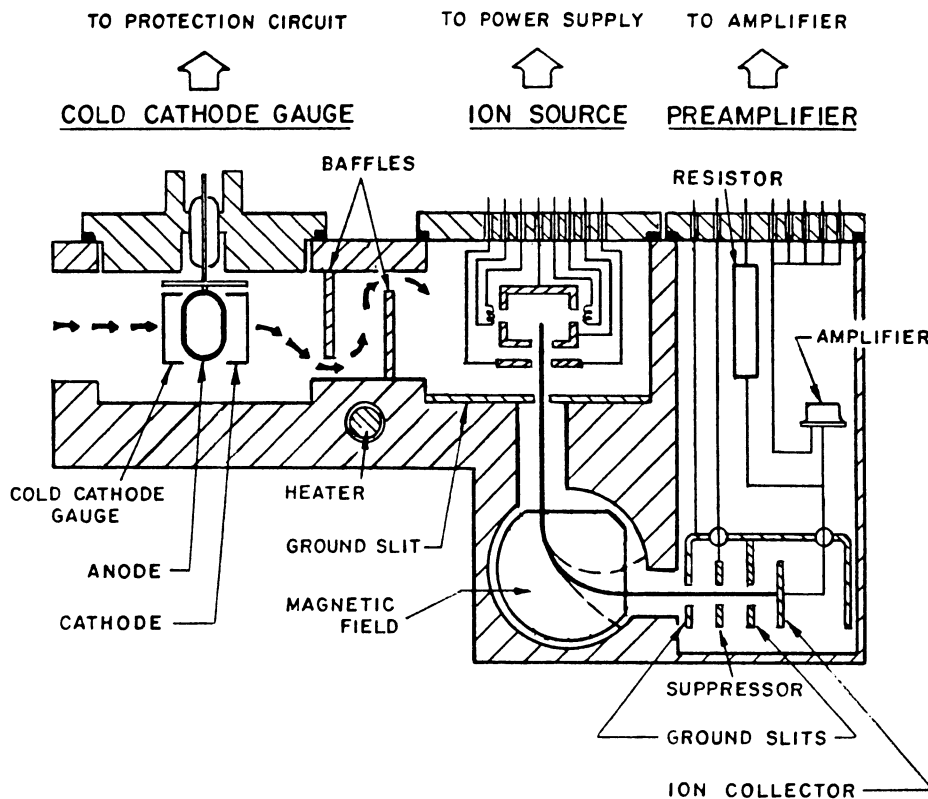 TO PROTECTION CIRCUIT
TO POWER SUPPLY
TO AMPLIFIER
COLD CATHODE GAUGE
ION SOURCE
PREAMPLIFIER
BAFFLES
RESISTOR
AMPLIFIER
COLD CATHODE
GAUGE
HEATER
GROUND SLIT
ANODE
MAGNETIC
FIELD
CATHODE
SUPPRESSOR
GROUND SLITS
ION COLLECTOR